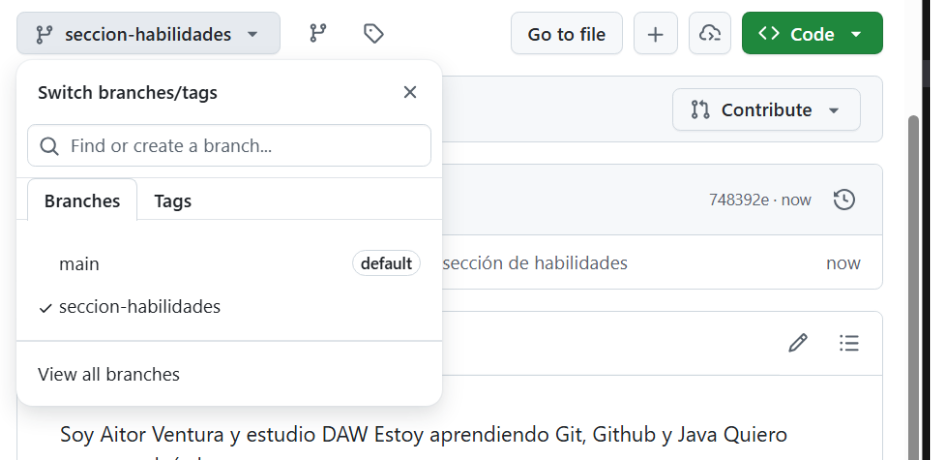 seccion-habilidades
Go to file
Code
Switch branches/tags
Find or create a branch...
Contribute
Branches
Tags
748392e · now
main
default
sección de habilidades
now
seccion-habilidades
View all branches
Soy Aitor Ventura y estudio DAW Estoy aprendiendo Git, Github y Java Quiero